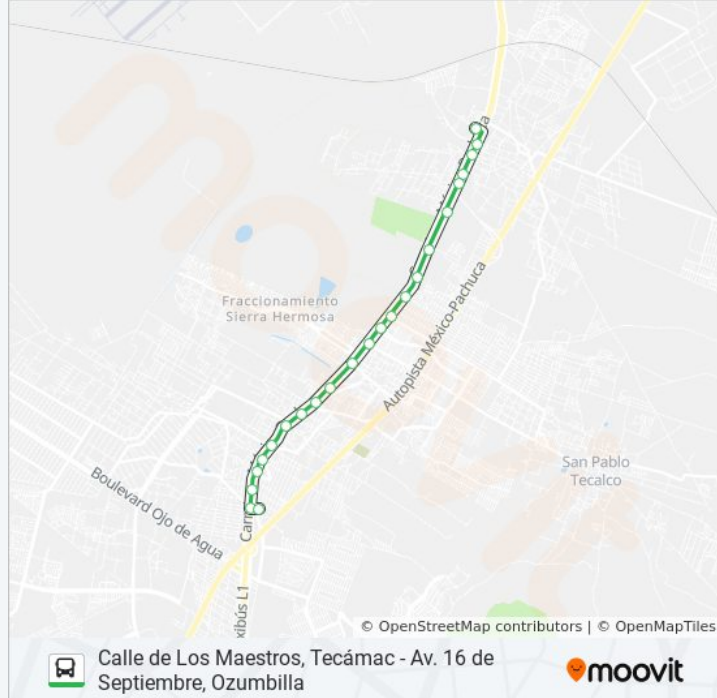 Fraccionamiento
Sierra Hermosa
Autopista México-Pachuca
San Pablo
Tecalco
Boulevard Ojo de Agua
© OpenStreetMap contributors | © OpenMapTiles
Calle de Los Maestros, Tecámac - Av. 16 de
Septiembre, Ozumbilla
moovit